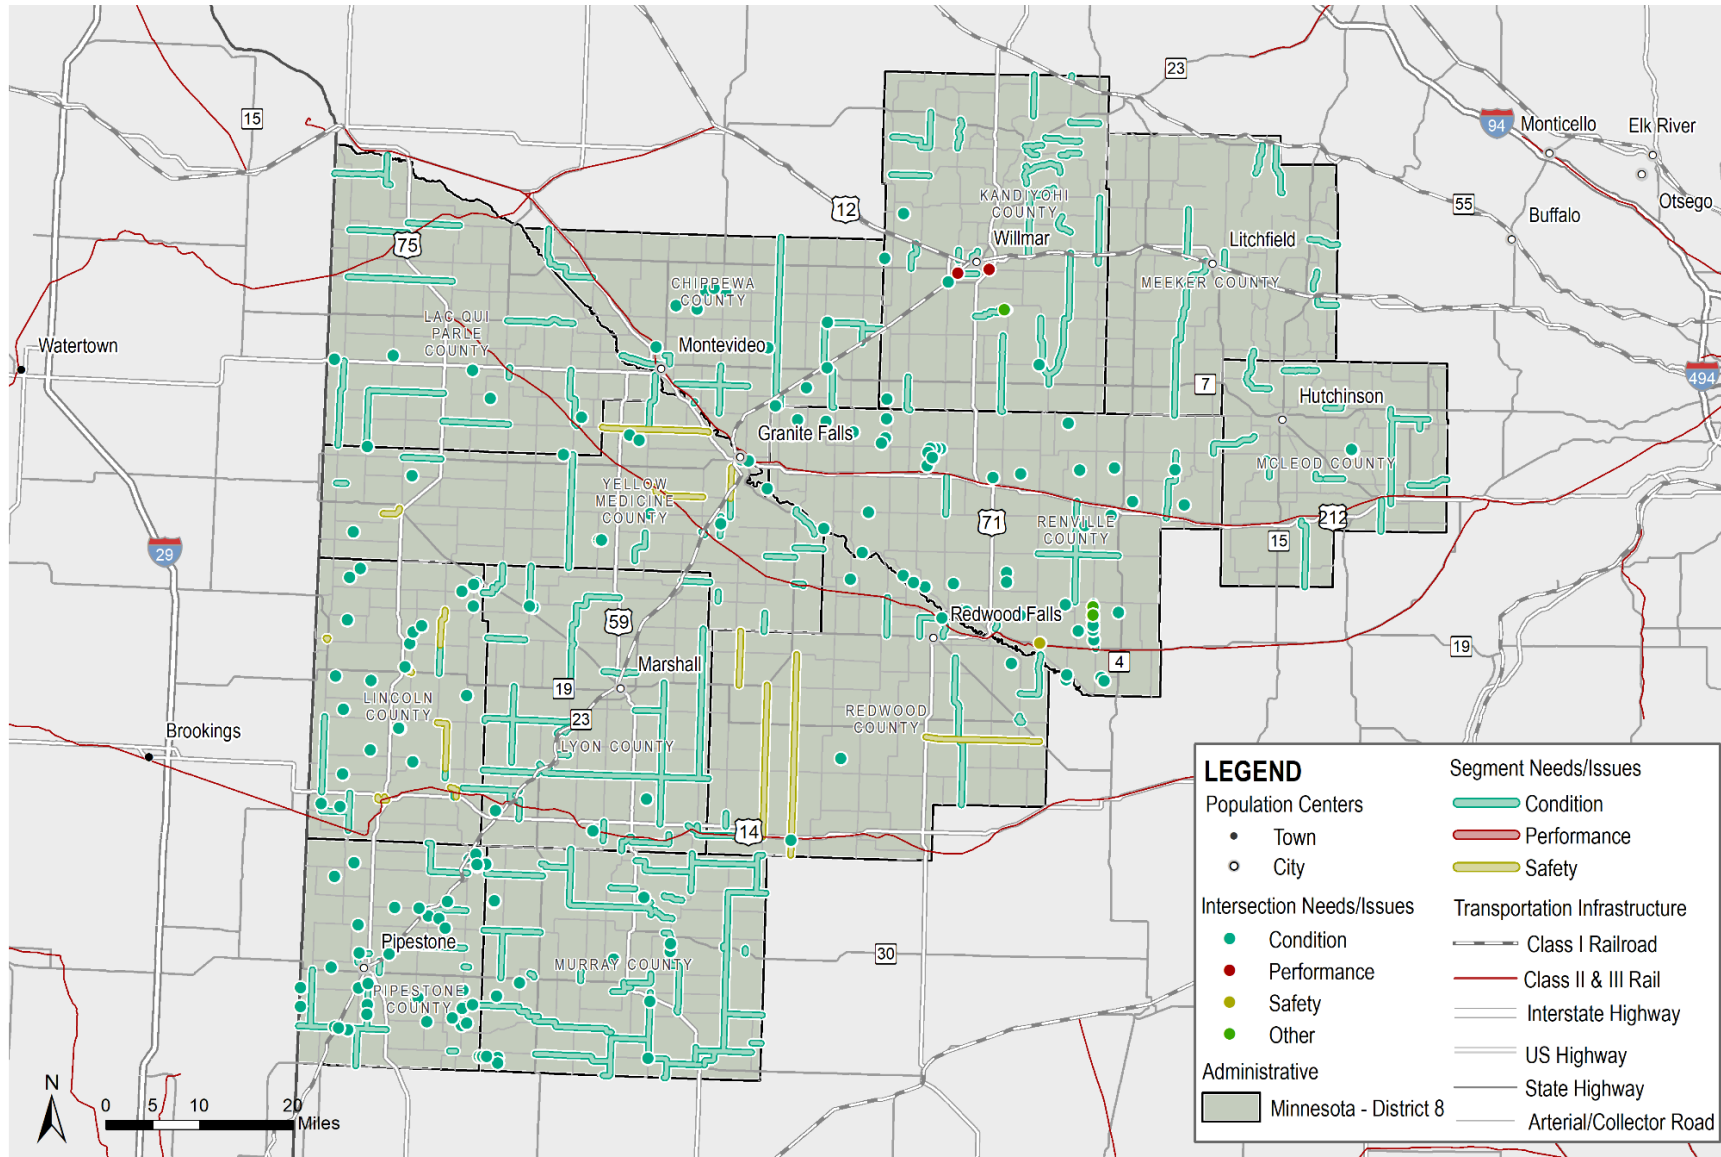 23
15
94
Monticello
Elk River
KANDIYOHI
COUNTY
12
55
Otsego
Buffalo
75
Willmar
Litchfield
CHIPPEWA
COUNTY
MEEKER COUNTY
LAC QUI
PARLE
COUNTY
Watertown
Montevideo
494
7
Hutchinson
Granite Falls
MCLEOD COUNTY
YELLOW
MEDICINE
COUNTY
71
RENVILLE
COUNTY
212
15
29
Redwood Falls
59
19
Marshall
4
19
LINCOLN
COUNTY
23
REDWOOD
COUNTY
Brookings
LYON COUNTY
14
Pipestone
30
MURRAY COUNTY
PIPESTONE
COUNTY
N
0 5 10 20
Miles
LEGEND
Population Centers
Town
City
Intersection Needs/Issues
Condition
Performance
Safety
Other
Administrative
Minnesota - District 8
Segment Needs/Issues
Condition
Performance
Safety
Transportation Infrastructure
Class I Railroad
Class II & III Rail
Interstate Highway
US Highway
State Highway
Arterial/Collector Road